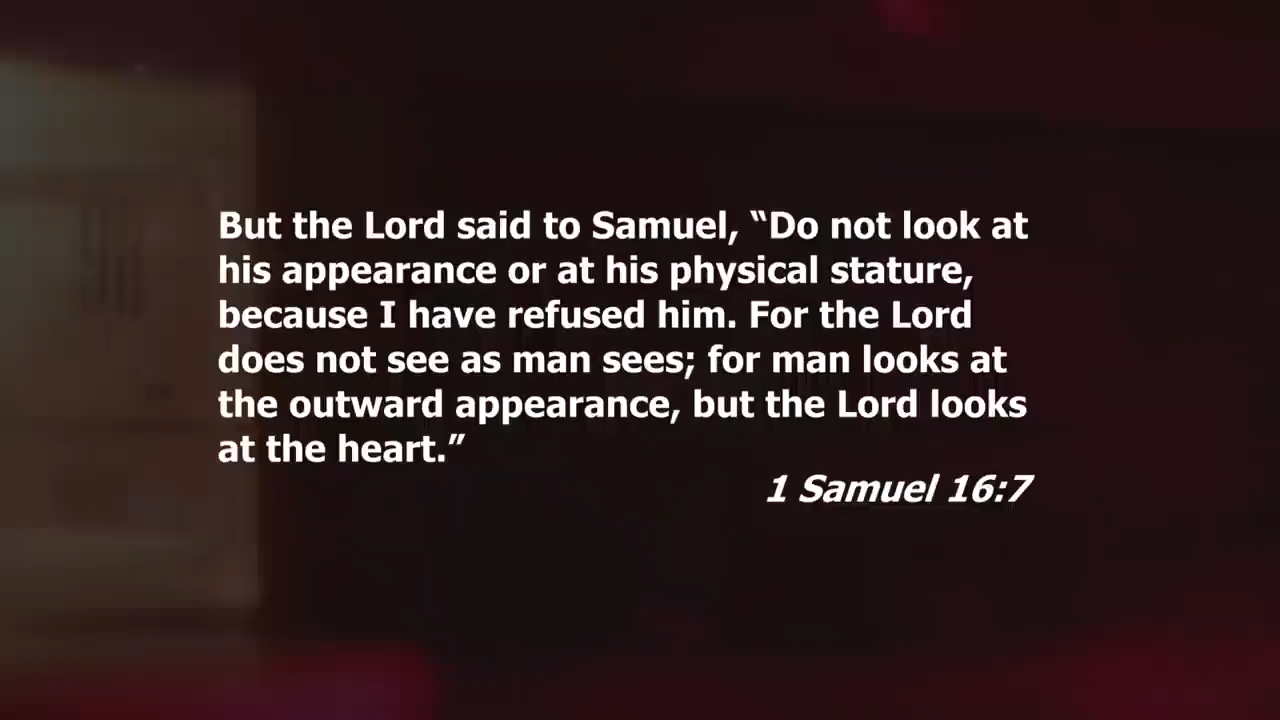 But the Lord said to Samuel, “Do not look at
his appearance or at his physical stature,
because I have refused him. For the Lord
does not see as man sees; for man looks at
the outward appearance, but the Lord looks
at the heart.”
1 Samuel 16:7